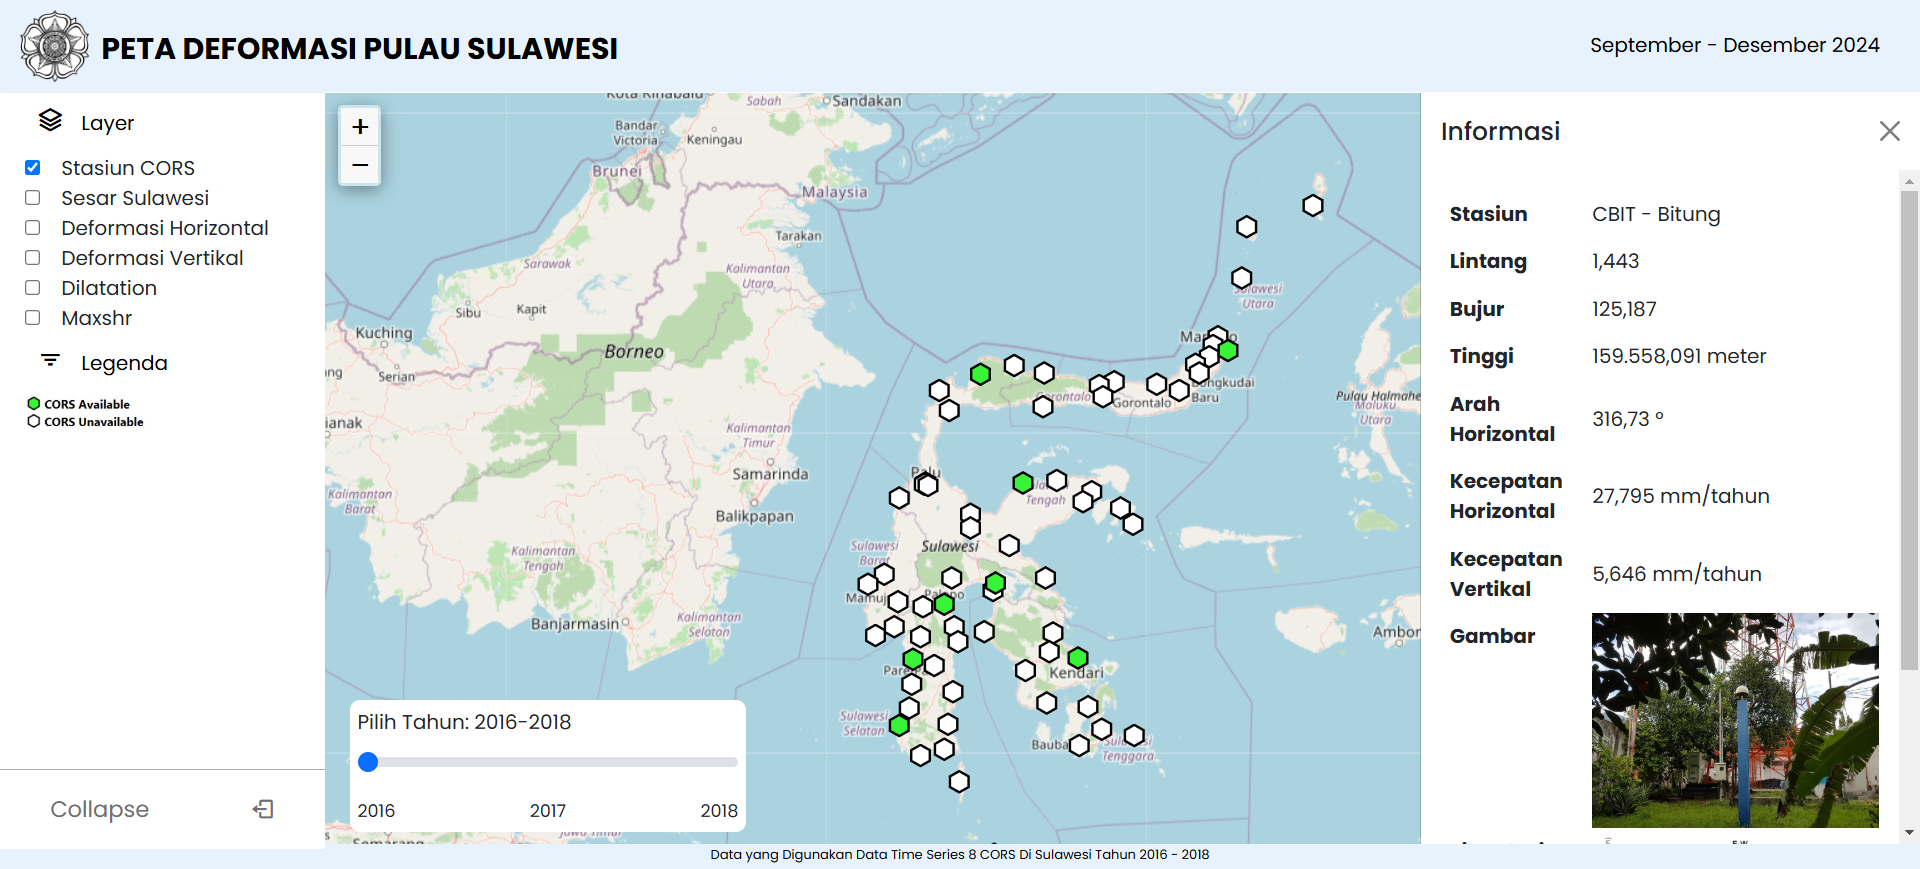 PETA DEFORMASI PULAU SULAWESI
September - Desember 2024
Layer
Stasiun CORS
Sesar Sulawesi
Deformasi Horizontal
Deformasi Vertikal
Dilatation
Maxshr
Legenda
CORS Available
CORS Unavailable
Collapse
+
−
Kota Kinabalu
Sabah
Sandakan
Bandar
Victoria
Keningau
Brunei
Malaysia
Tarakan
Sarawak
Kalimantan
Utara
Sibu
Kapit
Kuching
Borneo
Serian
Kalimantan
Timur
Samarinda
Kalimantan
Barat
Balikpapan
Kalimantan
Tengah
Banjarmasin
Kalimantan
Selatan
Sulawesi
Utara
Bongkudai
Baru
Gorontalo
Gorontalo
Pulau Halmahe
Maluku
Utara
Palu
Tengah
Sulawesi
Sulawesi
Barat
Mamuju
Palopo
Kendari
Sulawesi
Selatan
Bauba
Sulawesi
Tenggara
Ambon
Semarang
Jawa Timur
Pilih Tahun: 2016-2018
2016
2017
2018
Informasi
Stasiun
CBIT - Bitung
Lintang
1,443
Bujur
125,187
Tinggi
159.558,091 meter
Arah
Horizontal
316,73 °
Kecepatan
Horizontal
27,795 mm/tahun
Kecepatan
Vertikal
5,646 mm/tahun
Gambar
Data yang Digunakan Data Time Series 8 CORS Di Sulawesi Tahun 2016 - 2018